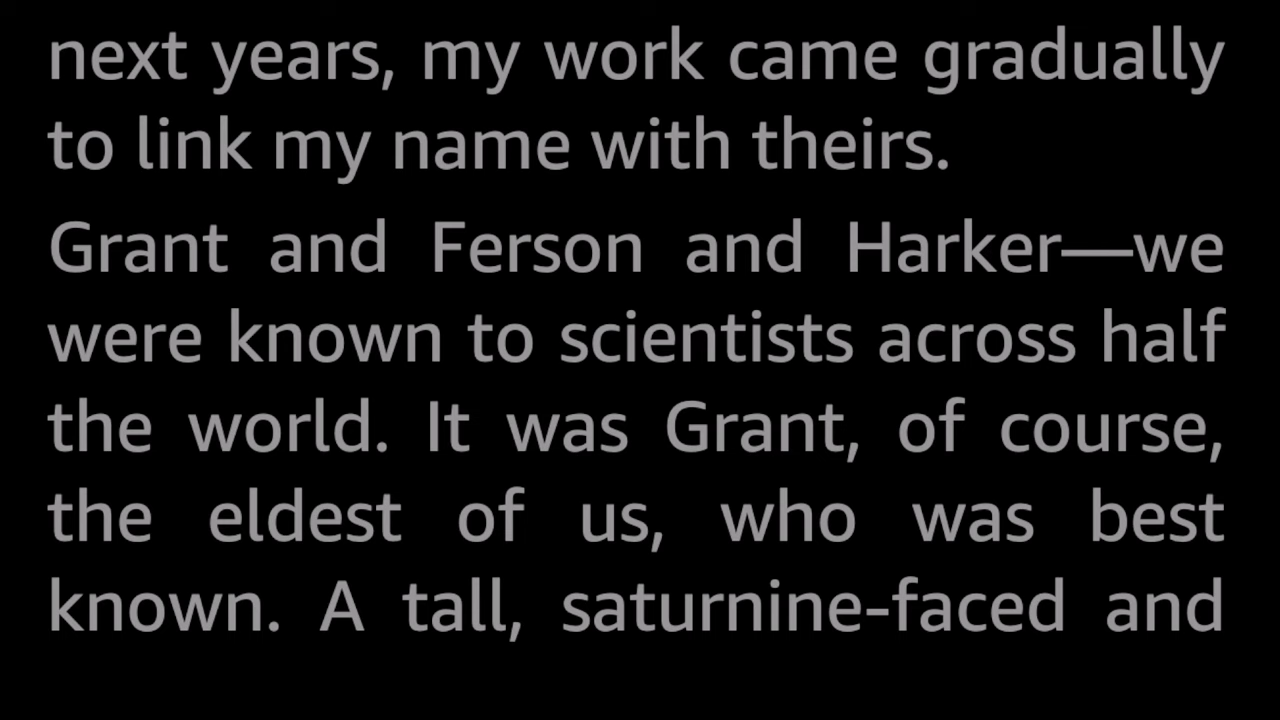 next years, my work came gradually
to link my name with theirs.
Grant and Ferson and Harker—we
were known to scientists across half
the world. It was Grant, of course,
the eldest of us, who was best
known. A tall, saturnine-faced and